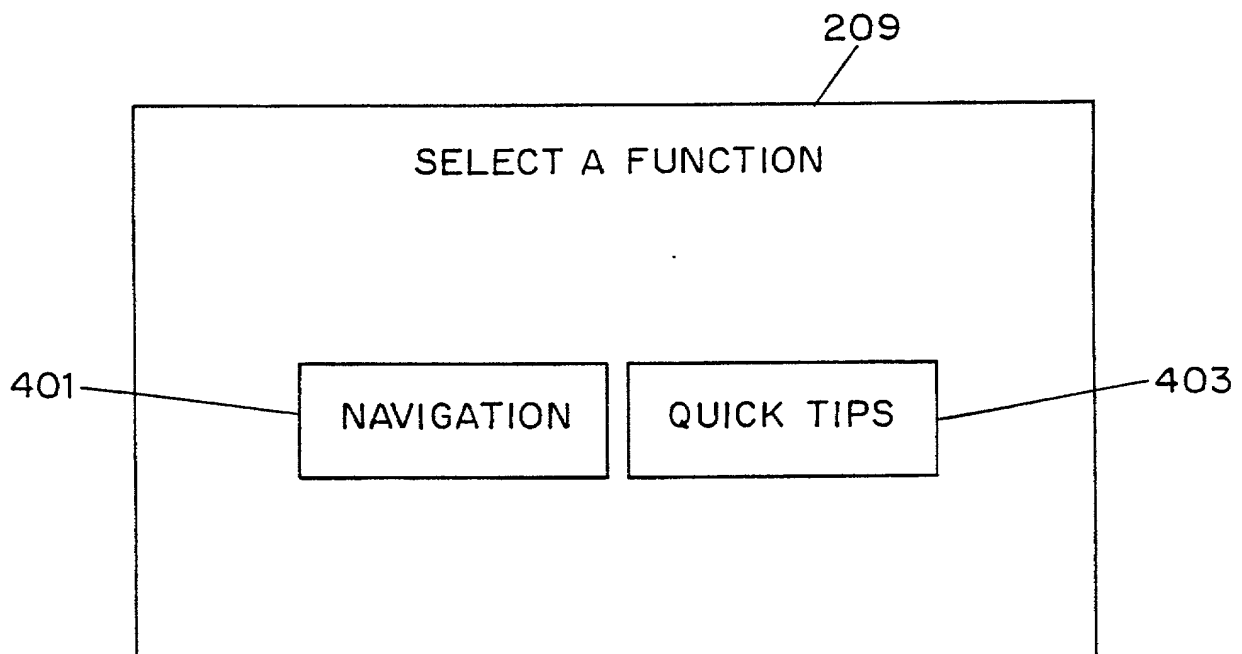 209
SELECT A FUNCTION
401
NAVIGATION
QUICK TIPS
403